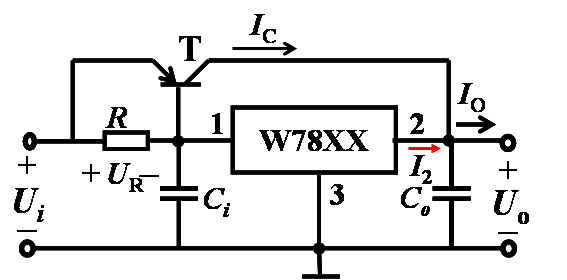 T I_C
I_O
R 1 W78XX 2
+ U_R − I_2
+ U_i − C_i 3 C_o + U_o −